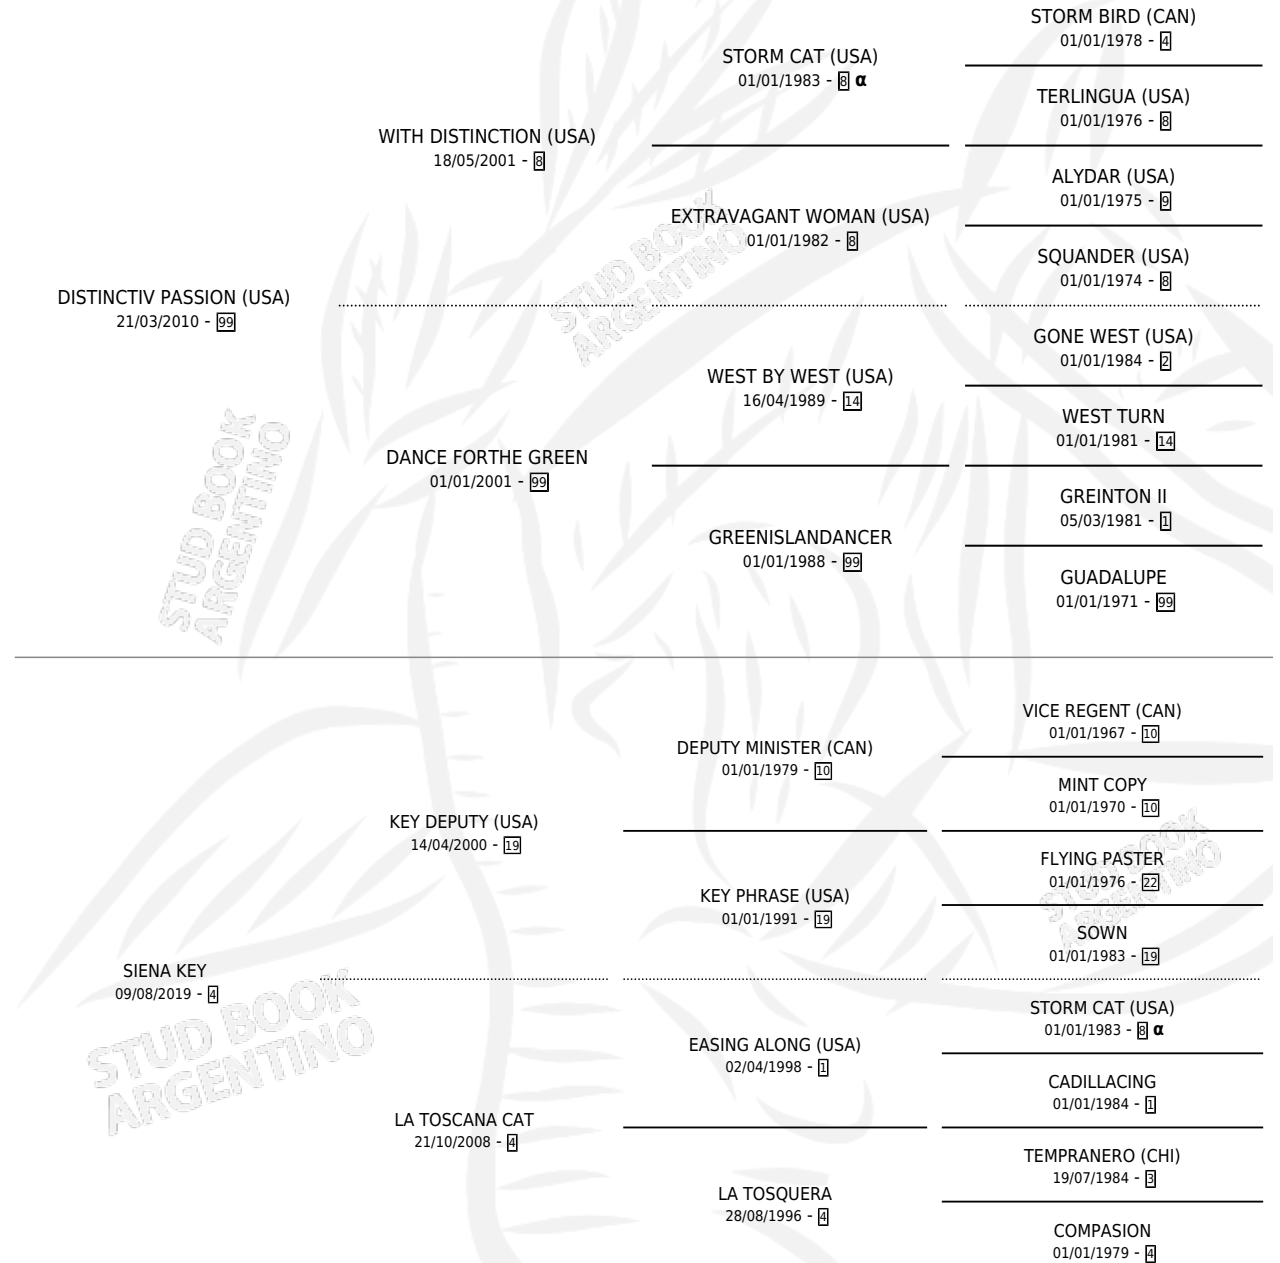 STORM BIRD (CAN)
01/01/1978 - 4
STORM CAT (USA)
01/01/1983 - 8 α
TERLINGUA (USA)
01/01/1976 - 8
WITH DISTINCTION (USA)
18/05/2001 - 8
ALYDAR (USA)
01/01/1975 - 9
EXTRAVAGANT WOMAN (USA)
01/01/1982 - 8
SQUANDER (USA)
01/01/1974 - 8
DISTINCTIV PASSION (USA)
21/03/2010 - 99
GONE WEST (USA)
01/01/1984 - 2
WEST BY WEST (USA)
16/04/1989 - 14
WEST TURN
01/01/1981 - 14
DANCE FORTHE GREEN
01/01/2001 - 99
GREINTON II
05/03/1981 - 1
GREENISLANDANCER
01/01/1988 - 99
GUADALUPE
01/01/1971 - 99
STUD BOOK
ARGENTINO
STUD BOOK
ARGENTINO
VICE REGENT (CAN)
01/01/1967 - 10
DEPUTY MINISTER (CAN)
01/01/1979 - 10
MINT COPY
01/01/1970 - 10
KEY DEPUTY (USA)
14/04/2000 - 19
FLYING PASTER
01/01/1976 - 22
KEY PHRASE (USA)
01/01/1991 - 19
SOWN
01/01/1983 - 19
SIENA KEY
09/08/2019 - 4
STORM CAT (USA)
01/01/1983 - 8 α
EASING ALONG (USA)
02/04/1998 - 1
CADILLACING
01/01/1984 - 1
LA TOSCANA CAT
21/10/2008 - 4
TEMPRANERO (CHI)
19/07/1984 - 3
LA TOSQUERA
28/08/1996 - 4
COMPASION
01/01/1979 - 4
STUD BOOK
ARGENTINO
STUD BOOK
ARGENTINO